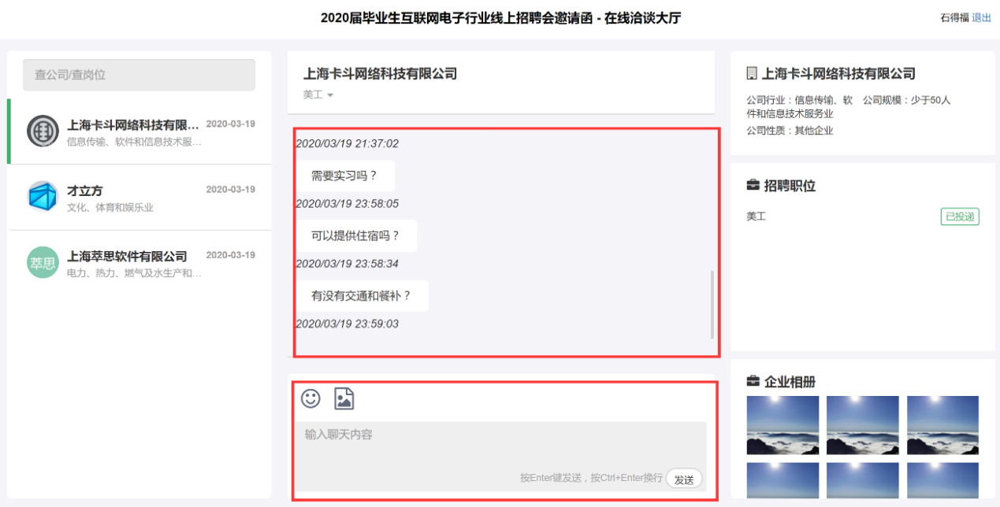 2020届毕业生互联网电子行业线上招聘会邀请函 - 在线洽谈大厅
石得福 退出
查公司/查岗位
上海卡斗网络科技有限... 2020-03-19
信息传输、软件和信息技术服...
才立方 2020-03-19
文化、体育和娱乐业
萃思
上海萃思软件有限公司 2020-03-19
电力、热力、燃气及水生产和...
上海卡斗网络科技有限公司
美工
2020/03/19 21:37:02
需要实习吗？
2020/03/19 23:58:05
可以提供住宿吗？
2020/03/19 23:58:34
有没有交通和餐补？
2020/03/19 23:59:03
输入聊天内容
按Enter键发送，按Ctrl+Enter换行 发送
上海卡斗网络科技有限公司
公司行业：信息传输、软 公司规模：少于50人
件和信息技术服务业
公司性质：其他企业
招聘职位
美工 已投递
企业相册